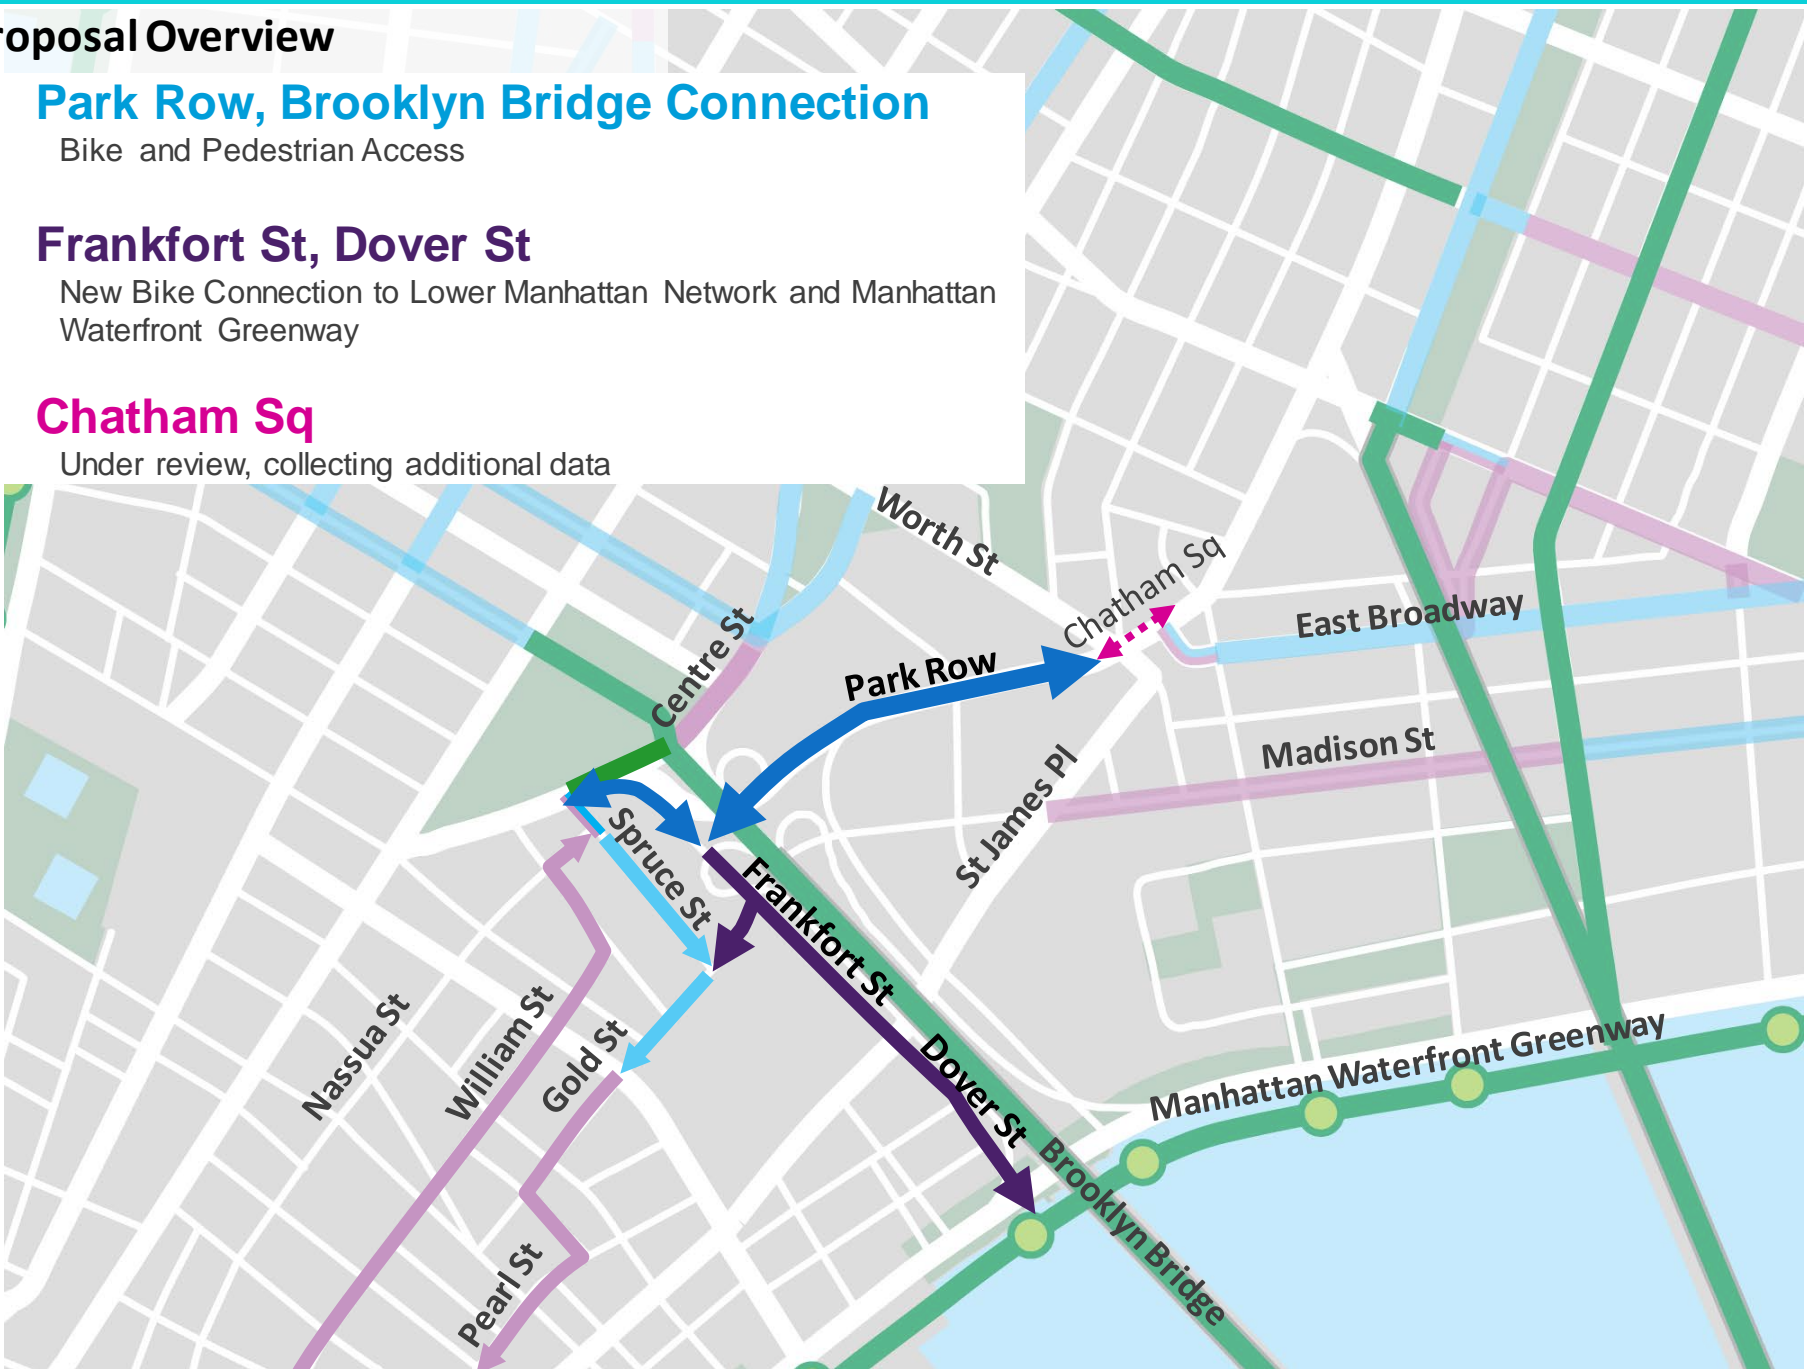 roposal Overview
Park Row, Brooklyn Bridge Connection
Bike and Pedestrian Access
Frankfort St, Dover St
New Bike Connection to Lower Manhattan Network and Manhattan
Waterfront Greenway
Chatham Sq
Under review, collecting additional data
Worth St
Chatham Sq
East Broadway
Centre St
Park Row
Madison St
St James Pl
Spruce St
Frankfort St
Nassua St
William St
Gold St
Dover St
Manhattan Waterfront Greenway
Brooklyn Bridge
Pearl St